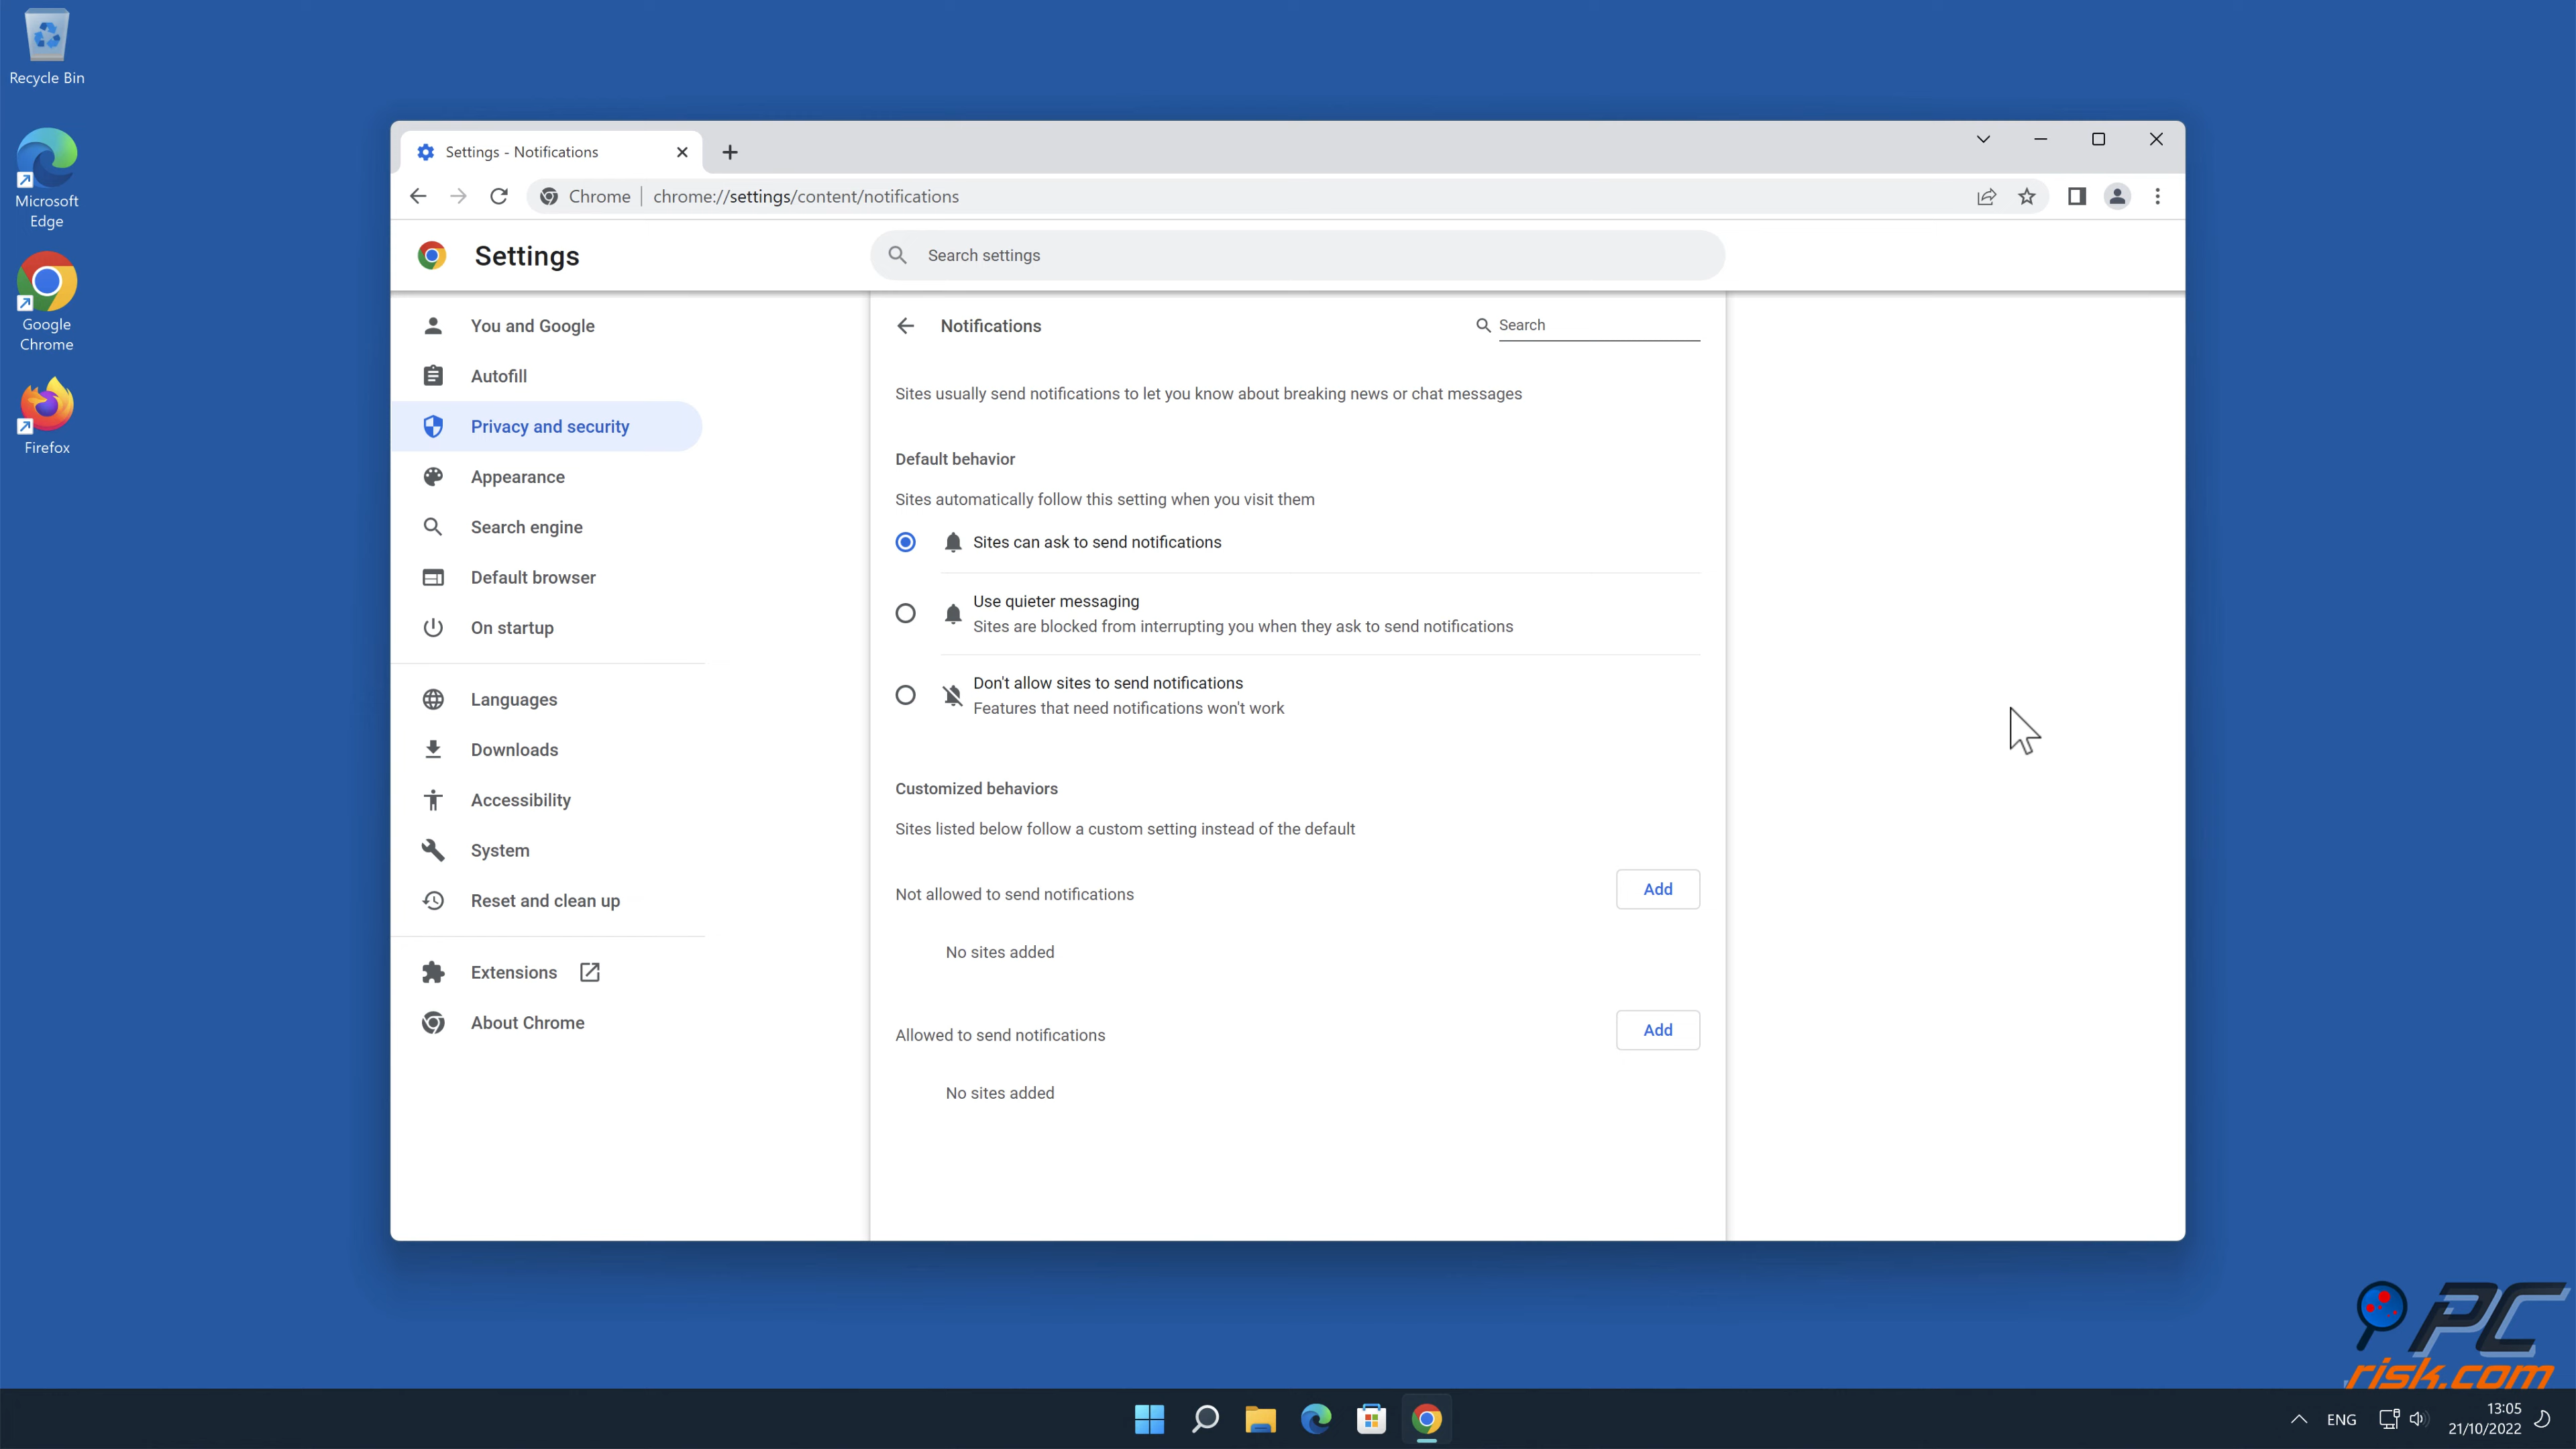 Recycle Bin
Microsoft
Edge
Google
Chrome
Firefox
Settings - Notifications
Chrome | chrome://settings/content/notifications
Settings
Search settings
You and Google
Autofill
Privacy and security
Appearance
Search engine
Default browser
On startup
Languages
Downloads
Accessibility
System
Reset and clean up
Extensions
About Chrome
Notifications
Search
Sites usually send notifications to let you know about breaking news or chat messages
Default behavior
Sites automatically follow this setting when you visit them
Sites can ask to send notifications
Use quieter messaging
Sites are blocked from interrupting you when they ask to send notifications
Don't allow sites to send notifications
Features that need notifications won't work
Customized behaviors
Sites listed below follow a custom setting instead of the default
Not allowed to send notifications
Add
No sites added
Allowed to send notifications
Add
No sites added
PC
risk.com
ENG
13:05
21/10/2022